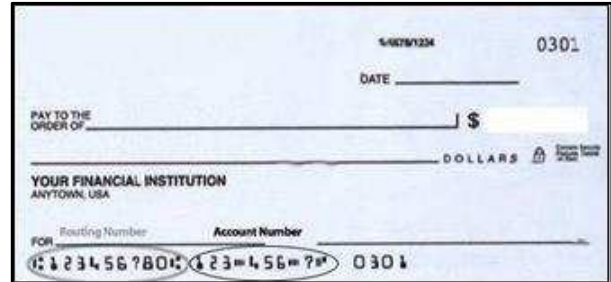 5-5678/1234 0301
DATE
PAY TO THE
ORDER OF $
DOLLARS
YOUR FINANCIAL INSTITUTION
ANYTOWN, USA
Routing Number Account Number
FOR
⑆123456780⑆ 123⑉456⑉7⑈ 0301